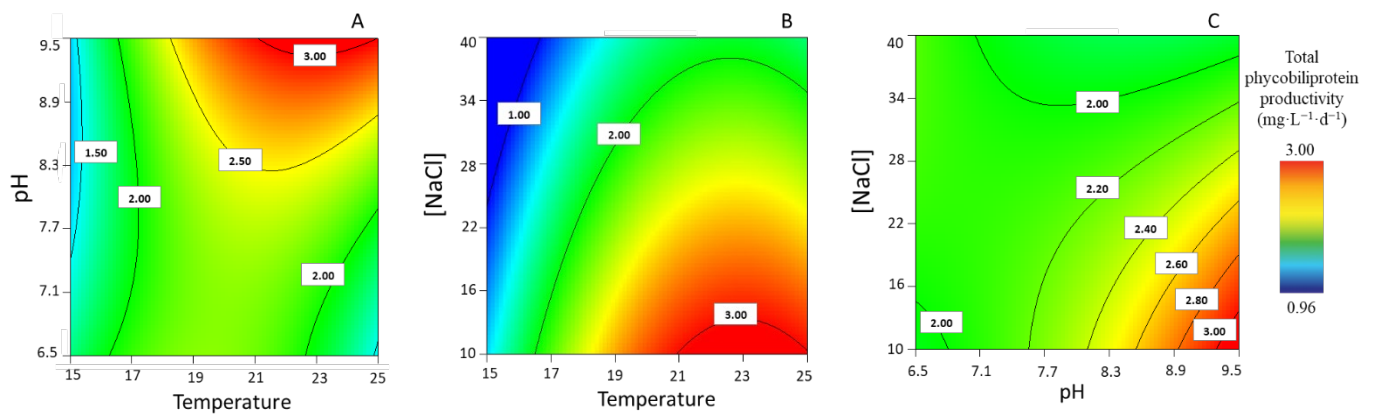 A
9.5
8.9
8.3
7.7
7.1
6.5
pH
3.00
2.50
1.50
2.00
2.00
15 17 19 21 23 25
Temperature
B
40
34
28
22
16
10
[NaCl]
1.00
2.00
3.00
15 17 19 21 23 25
Temperature
C
40
34
28
22
16
10
[NaCl]
2.00
2.20
2.40
2.60
2.80
3.00
2.00
6.5 7.1 7.7 8.3 8.9 9.5
pH
Total
phycobiliprotein
productivity
(mg·L⁻¹·d⁻¹)
3.00
0.96